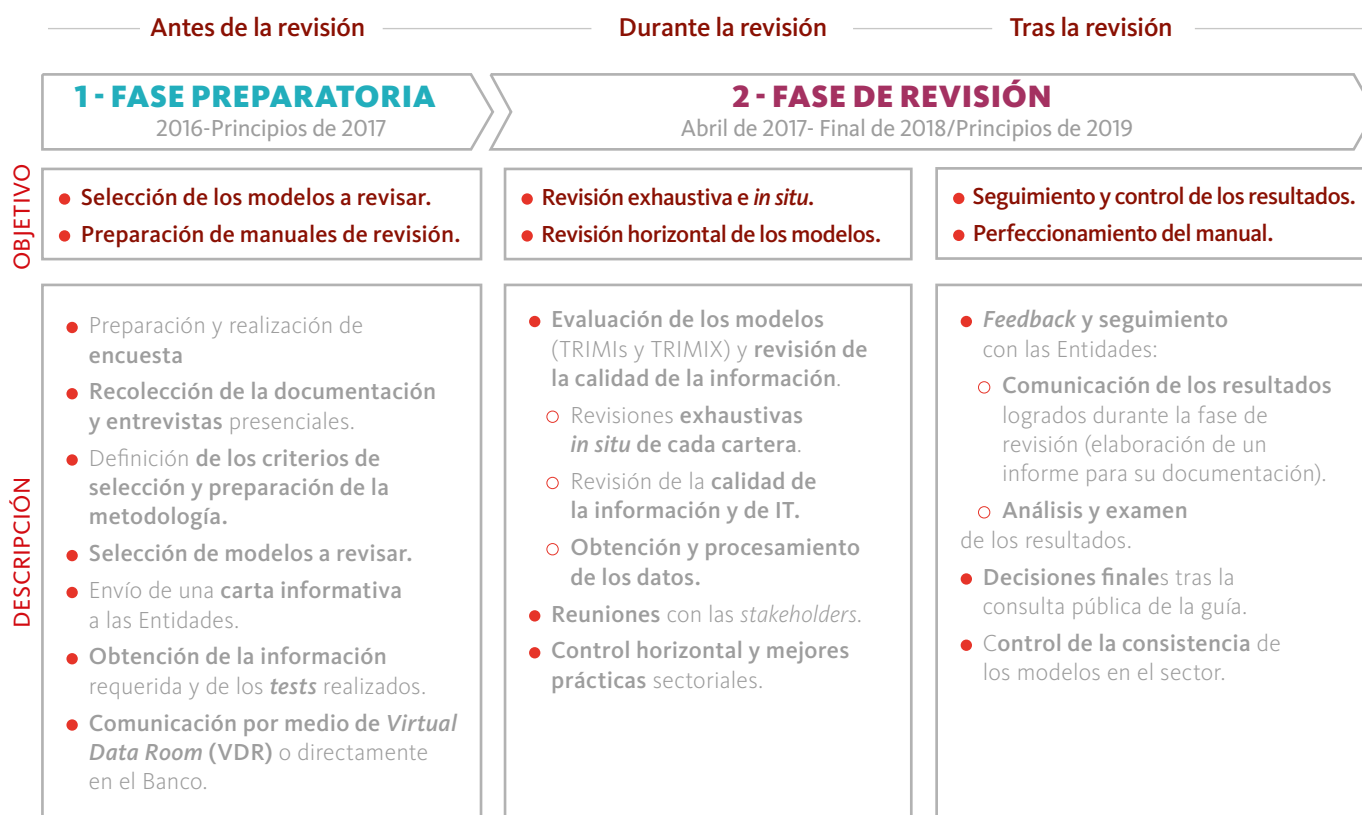 Antes de la revisión
Durante la revisión
Tras la revisión
1 - FASE PREPARATORIA
2016-Principios de 2017
2 - FASE DE REVISIÓN
Abril de 2017- Final de 2018/Principios de 2019
OBJETIVO
● Selección de los modelos a revisar.
● Preparación de manuales de revisión.
● Revisión exhaustiva e in situ.
● Revisión horizontal de los modelos.
● Seguimiento y control de los resultados.
● Perfeccionamiento del manual.
DESCRIPCIÓN
● Preparación y realización de
encuesta
● Recolección de la documentación
y entrevistas presenciales.
● Definición de los criterios de
selección y preparación de la
metodología.
● Selección de modelos a revisar.
● Envío de una carta informativa
a las Entidades.
● Obtención de la información
requerida y de los tests realizados.
● Comunicación por medio de Virtual
Data Room (VDR) o directamente
en el Banco.
● Evaluación de los modelos
(TRIMIs y TRIMIX) y revisión de
la calidad de la información.
○ Revisiones exhaustivas
in situ de cada cartera.
○ Revisión de la calidad de
la información y de IT.
○ Obtención y procesamiento
de los datos.
● Reuniones con las stakeholders.
● Control horizontal y mejores
prácticas sectoriales.
● Feedback y seguimiento
con las Entidades:
○ Comunicación de los resultados
logrados durante la fase de
revisión (elaboración de un
informe para su documentación).
○ Análisis y examen
de los resultados.
● Decisiones finales tras la
consulta pública de la guía.
● Control de la consistencia de
los modelos en el sector.